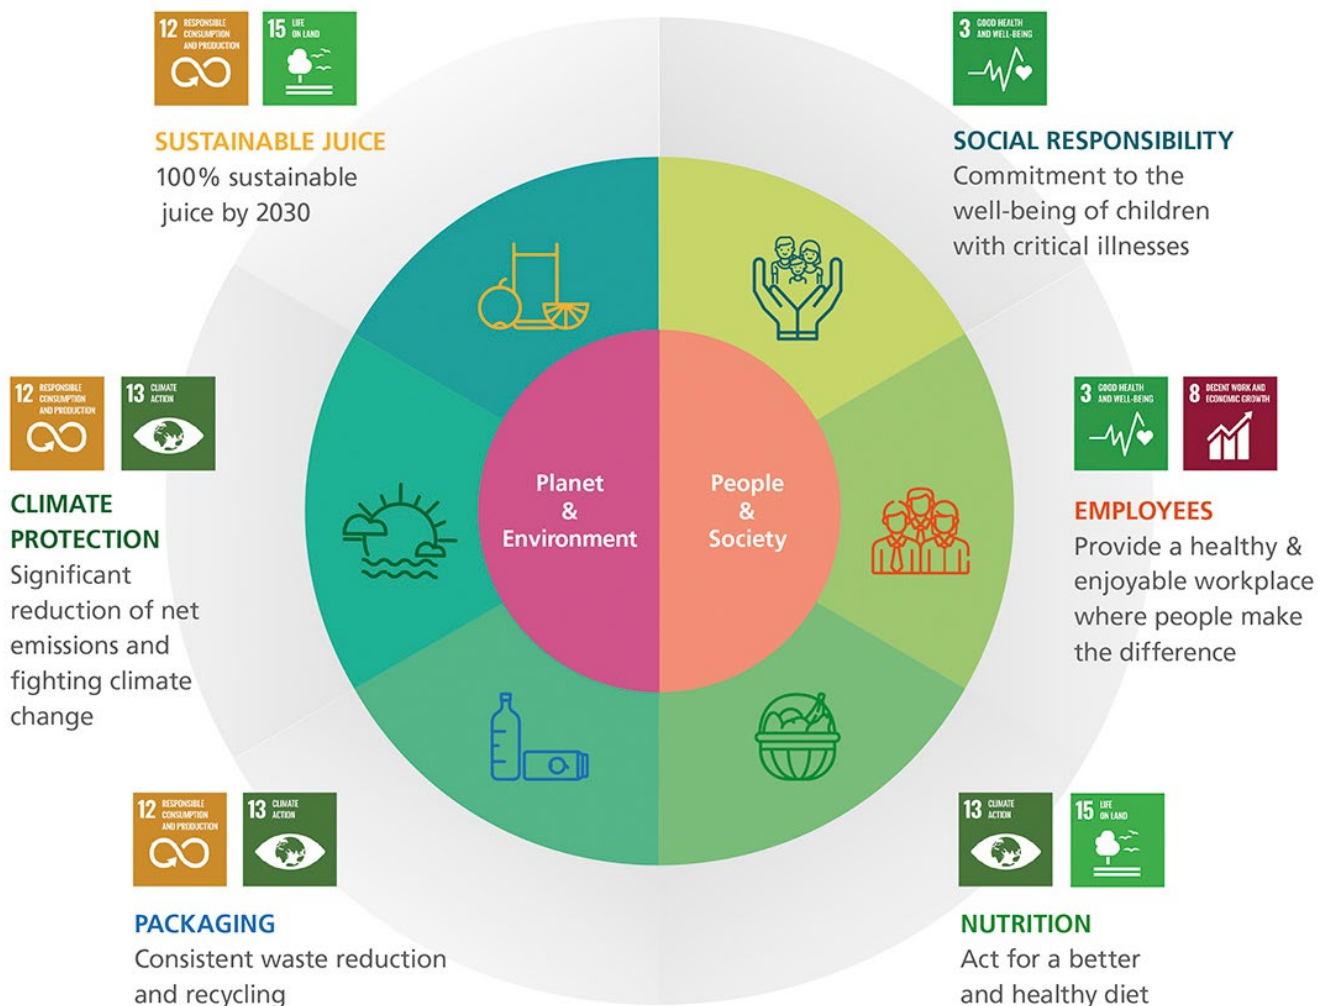 12 RESPONSIBLE
CONSUMPTION
AND PRODUCTION
15 LIFE
ON LAND
SUSTAINABLE JUICE
100% sustainable
juice by 2030
3 GOOD HEALTH
AND WELL-BEING
SOCIAL RESPONSIBILITY
Commitment to the
well-being of children
with critical illnesses
12 RESPONSIBLE
CONSUMPTION
AND PRODUCTION
13 CLIMATE
ACTION
CLIMATE
PROTECTION
Significant
reduction of net
emissions and
fighting climate
change
Planet
&
Environment
People
&
Society
3 GOOD HEALTH
AND WELL-BEING
8 DECENT WORK AND
ECONOMIC GROWTH
EMPLOYEES
Provide a healthy &
enjoyable workplace
where people make
the difference
12 RESPONSIBLE
CONSUMPTION
AND PRODUCTION
13 CLIMATE
ACTION
PACKAGING
Consistent waste reduction
and recycling
13 CLIMATE
ACTION
15 LIFE
ON LAND
NUTRITION
Act for a better
and healthy diet